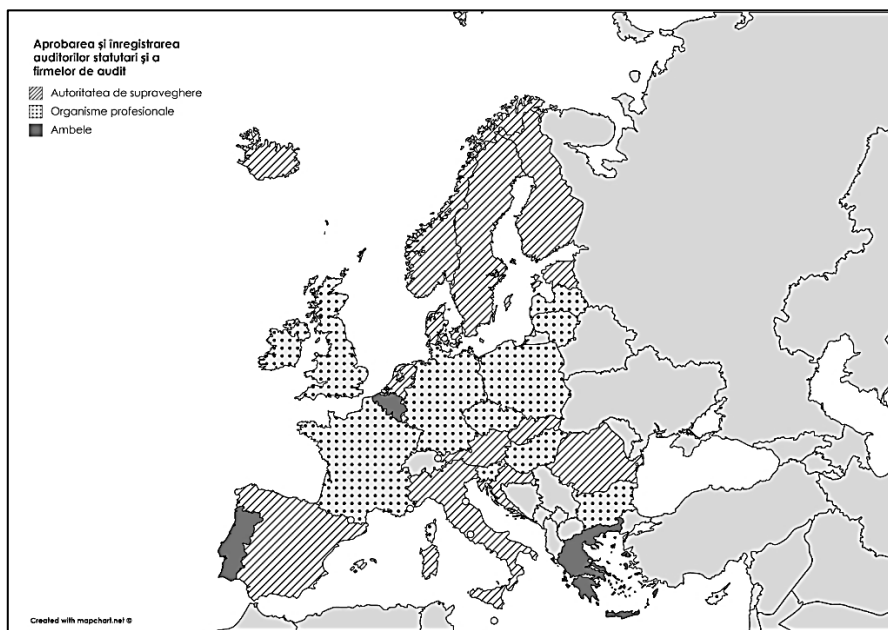 Aprobarea și înregistrarea
auditorilor statutari și a
firmelor de audit
Autoritatea de supraveghere
Organisme profesionale
Ambele
Created with mapchart.net ©